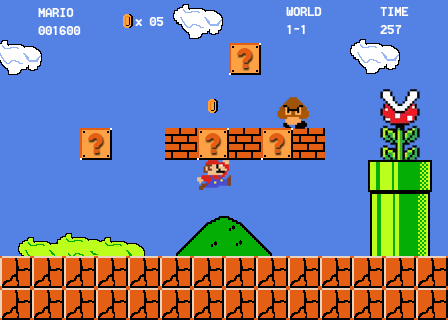 MARIO
001600
x 05
WORLD
1-1
TIME
257
?
?
?
?